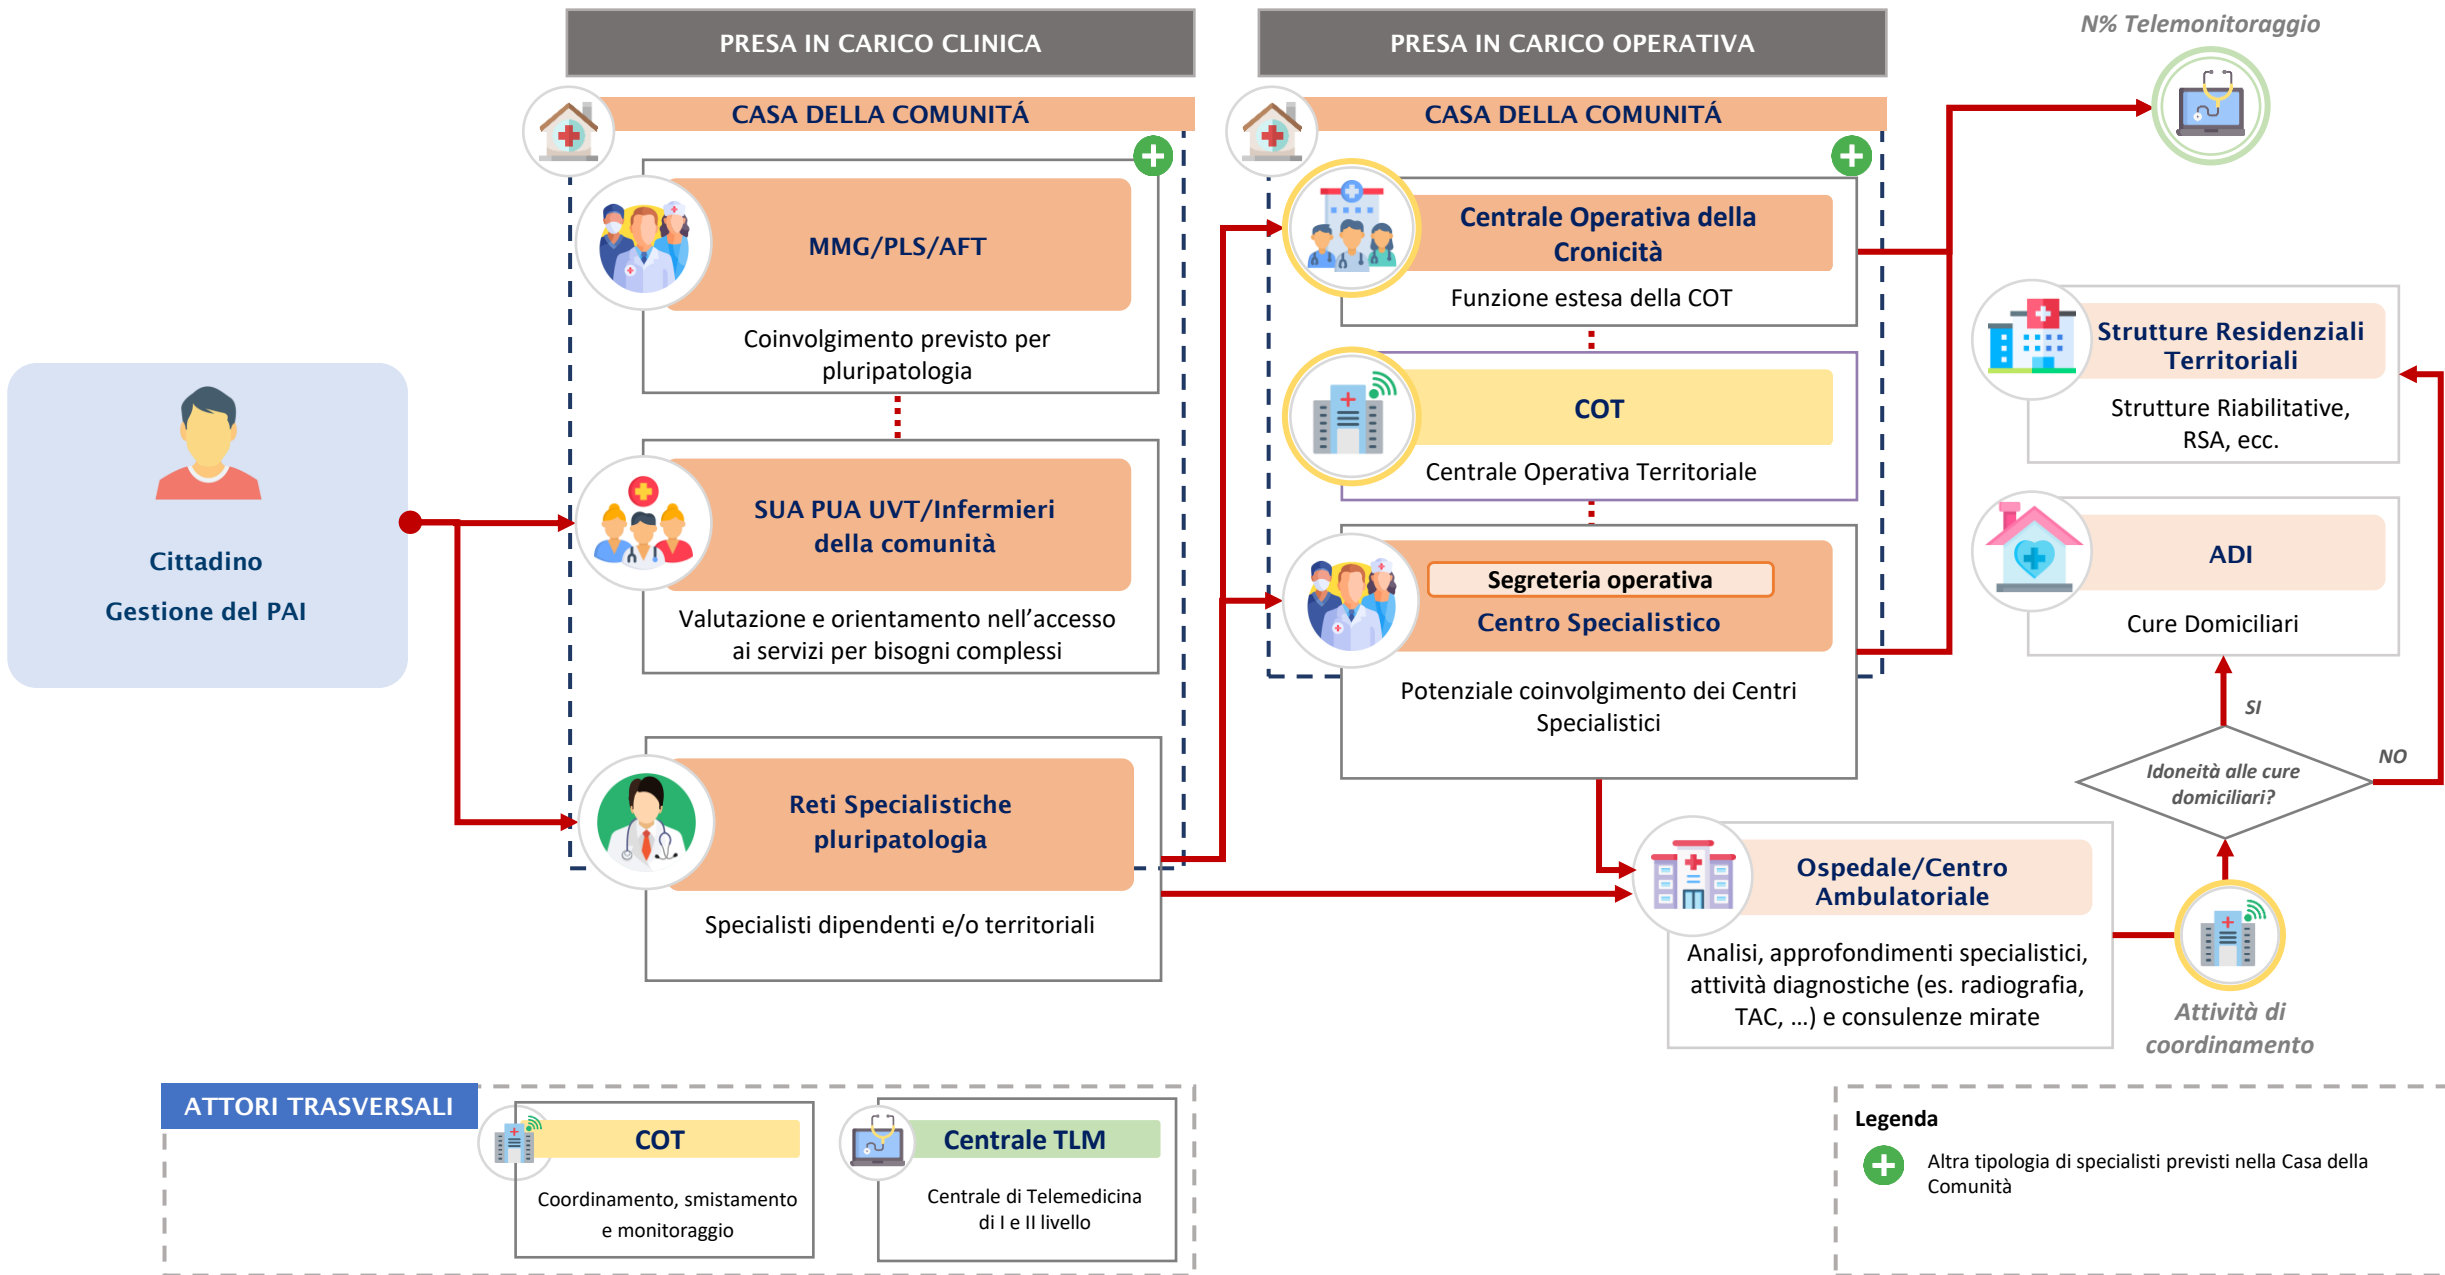 PRESA IN CARICO CLINICA
PRESA IN CARICO OPERATIVA
N% Telemonitoraggio
CASA DELLA COMUNITÁ
CASA DELLA COMUNITÁ
MMG/PLS/AFT
Coinvolgimento previsto per
pluripatologia
SUA PUA UVT/Infermieri
della comunità
Valutazione e orientamento nell'accesso
ai servizi per bisogni complessi
Reti Specialistiche
pluripatologia
Specialisti dipendenti e/o territoriali
Cittadino
Gestione del PAI
Centrale Operativa della
Cronicità
Funzione estesa della COT
COT
Centrale Operativa Territoriale
Segreteria operativa
Centro Specialistico
Potenziale coinvolgimento dei Centri
Specialistici
Strutture Residenziali
Territoriali
Strutture Riabilitative,
RSA, ecc.
ADI
Cure Domiciliari
SI
NO
Idoneità alle cure
domiciliari?
Ospedale/Centro
Ambulatoriale
Analisi, approfondimenti specialistici,
attività diagnostiche (es. radiografia,
TAC, ...) e consulenze mirate
Attività di
coordinamento
ATTORI TRASVERSALI
COT
Coordinamento, smistamento
e monitoraggio
Centrale TLM
Centrale di Telemedicina
di I e II livello
Legenda
Altra tipologia di specialisti previsti nella Casa della
Comunità